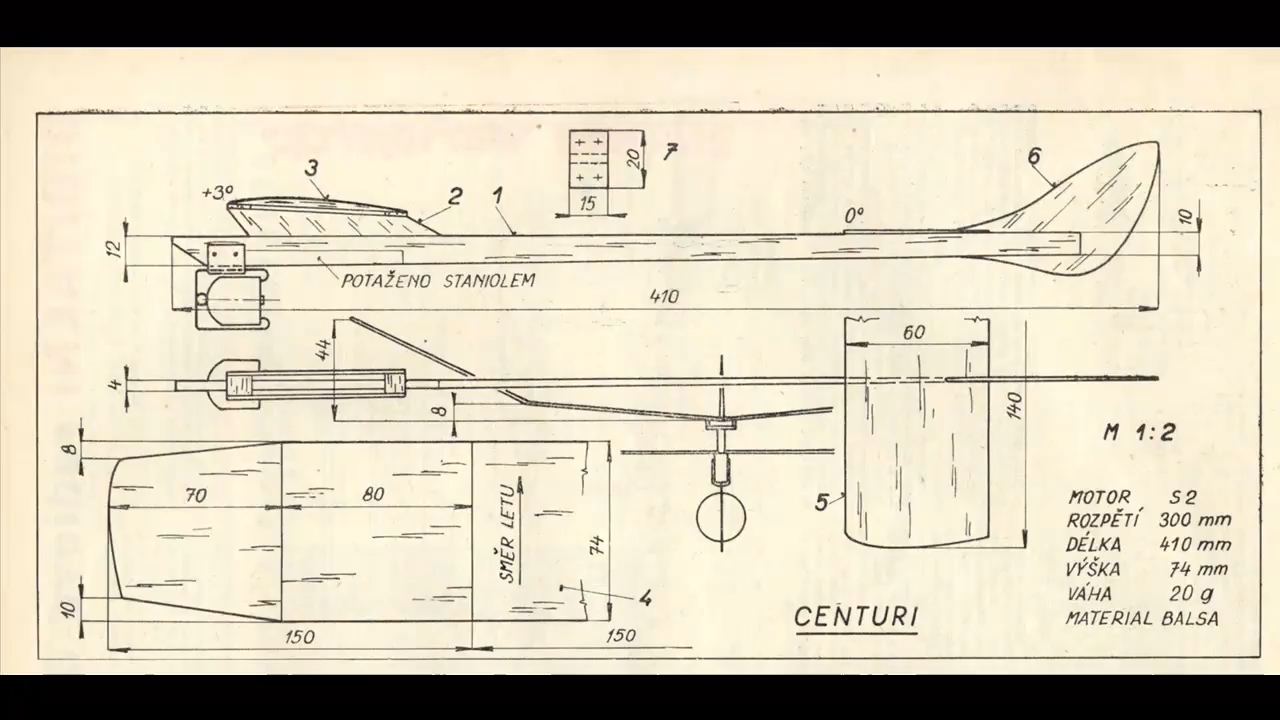 7
20
15
3
+3°
2
1
6
0°
10
12
POTAŽENO STANIOLEM
410
60
44
4
8
140
M 1:2
8
70
80
SMĚR LETU
74
5
4
10
150
150
CENTURI
MOTOR S2
ROZPĚTÍ 300 mm
DÉLKA 410 mm
VÝŠKA 74 mm
VÁHA 20 g
MATERIAL BALSA